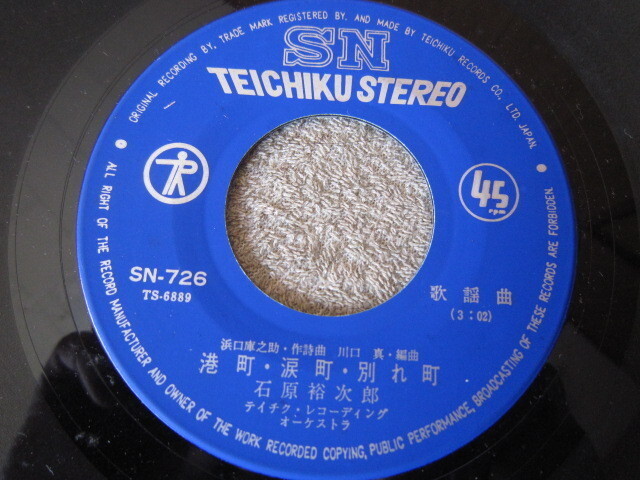 ORIGINAL RECORDING BY, TRADE MARK REGISTERED BY. AND MADE BY TEICHIKU RECORDS CO., LTD. JAPAN.
SN
TEICHIKU STEREO
TR
45
rpm
SN-726
TS-6889
歌謡曲
(3:02)
浜口庫之助・作詩曲 川口 真・編曲
港町・涙町・別れ町
石原裕次郎
テイチク・レコーディング
オーケストラ
ALL RIGHT OF THE RECORD MANUFACTURER AND OWNER OF THE WORK RECORDED COPYING, PUBLIC PERFORMANCE, BROADCASTING OF THESE RECORDS ARE FORBIDDEN.